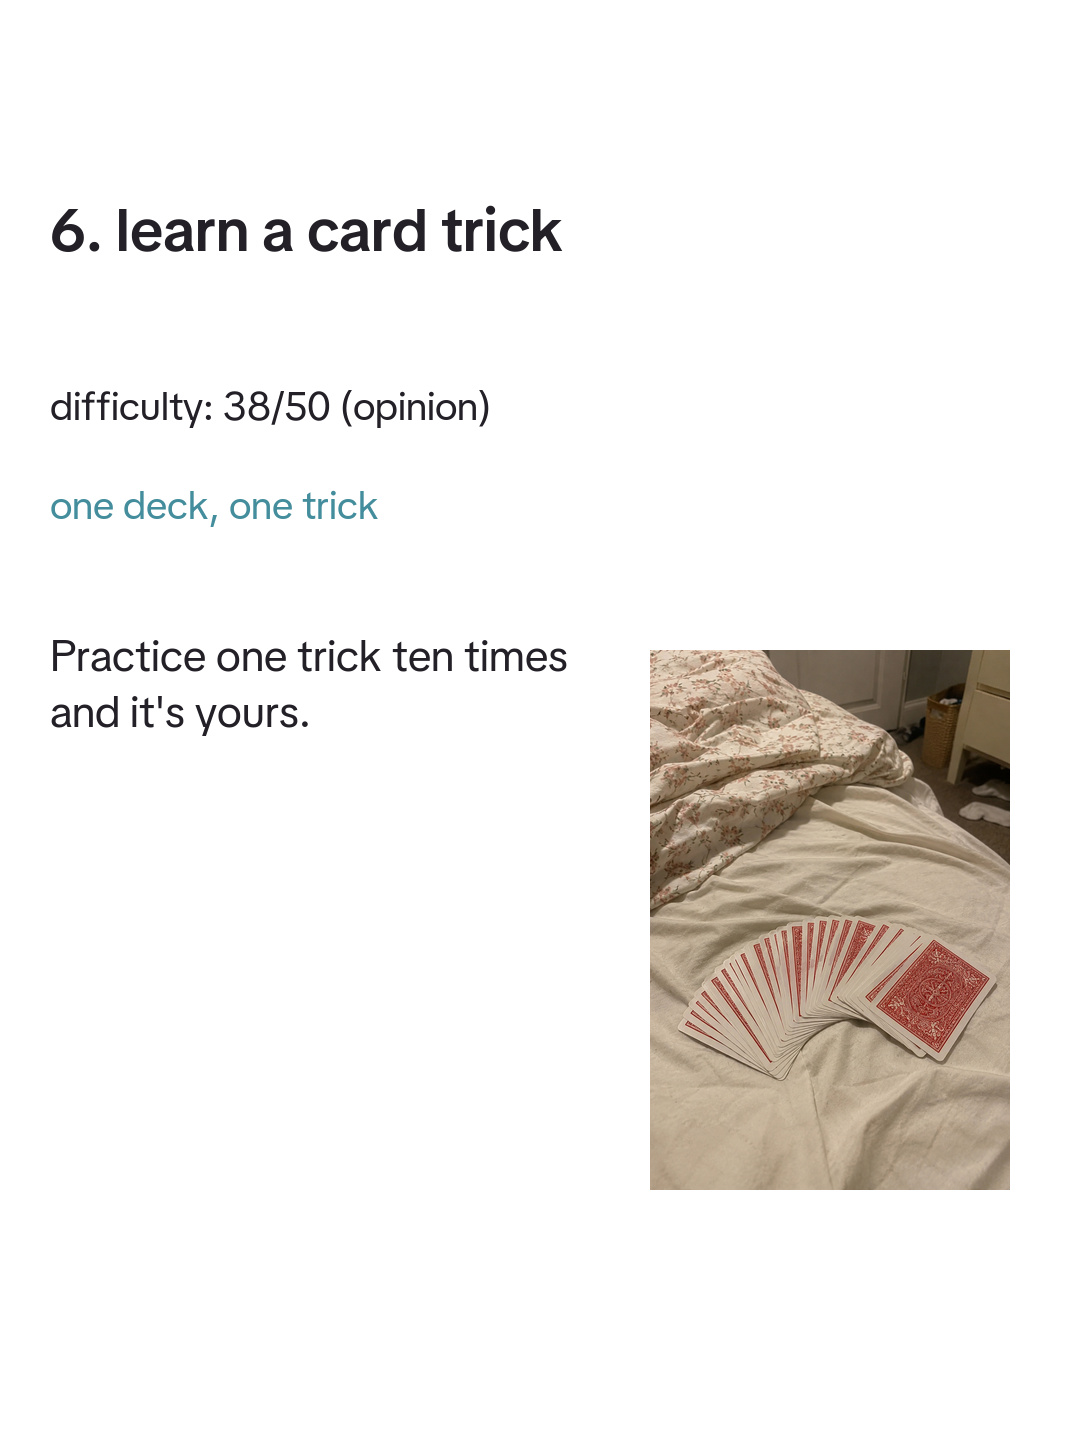 6. learn a card trick
difficulty: 38/50 (opinion)
one deck, one trick
Practice one trick ten times
and it's yours.